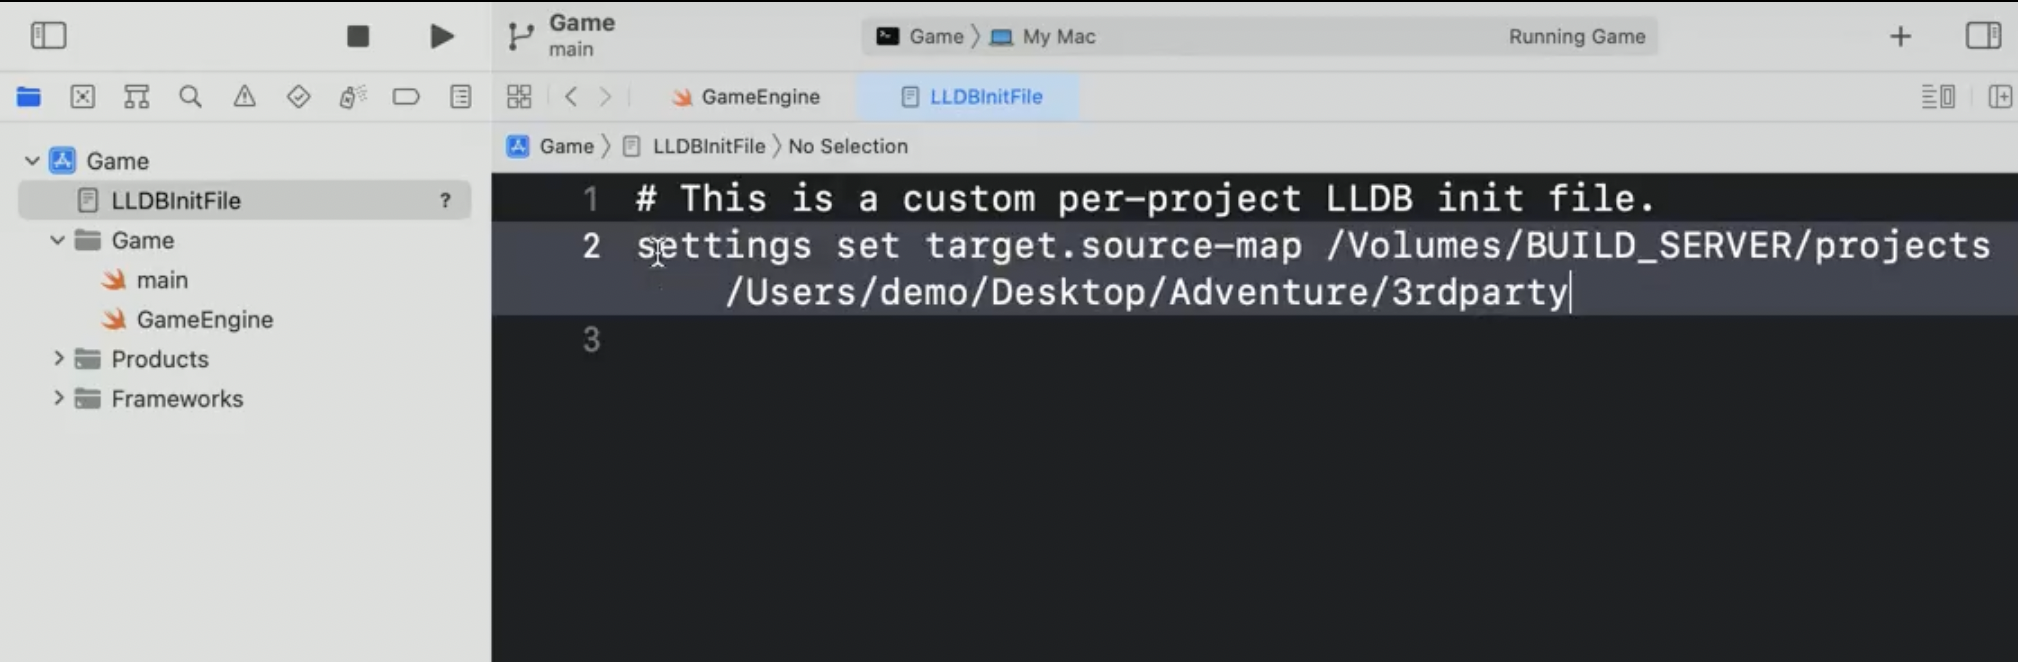 Game
main
Game 〉 My Mac
Running Game
GameEngine
LLDBInitFile
Game 〉 LLDBInitFile 〉 No Selection
Game
LLDBInitFile ?
Game
main
GameEngine
Products
Frameworks
1 # This is a custom per-project LLDB init file.
2 settings set target.source-map /Volumes/BUILD_SERVER/projects
/Users/demo/Desktop/Adventure/3rdparty
3